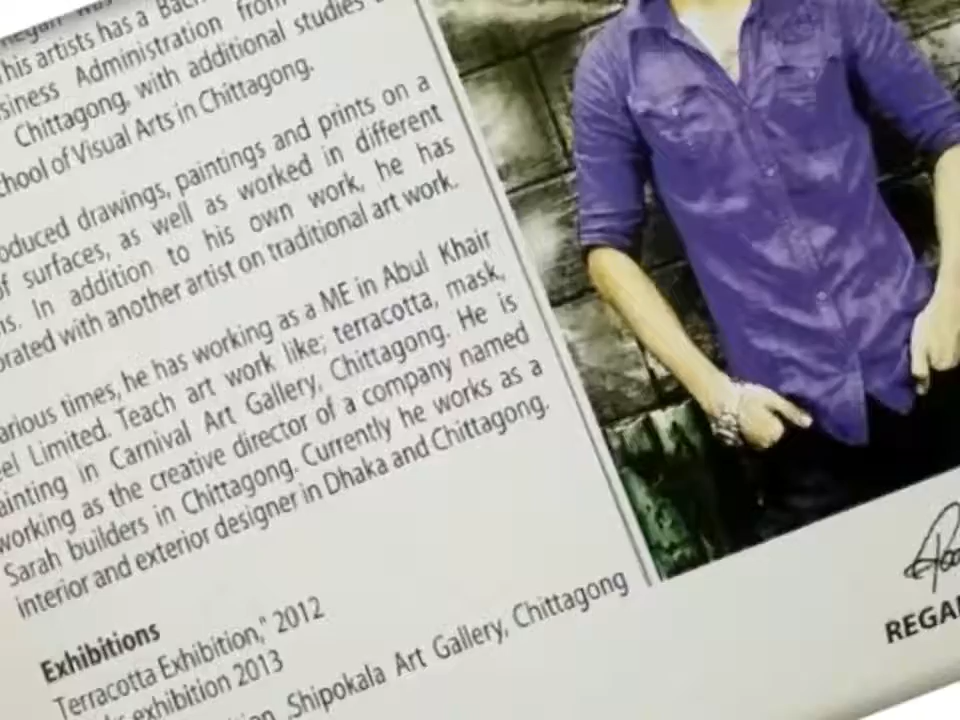 This artists has a
siness Administration from
Chittagong, with additional studies
chool of Visual Arts in Chittagong.
oduced drawings, paintings and prints on a
of surfaces, as well as worked in different
ns. In addition to his own work, he has
orated with another artist on traditional art work.
arious times, he has working as a ME in Abul Khair
eel Limited. Teach art work like; terracotta, mask,
ainting in Carnival Art Gallery, Chittagong. He is
working as the creative director of a company named
Sarah builders in Chittagong. Currently he works as a
interior and exterior designer in Dhaka and Chittagong.
Exhibitions
Terracotta Exhibition," 2012
exhibition 2013
Shipokala Art Gallery, Chittagong
REGA